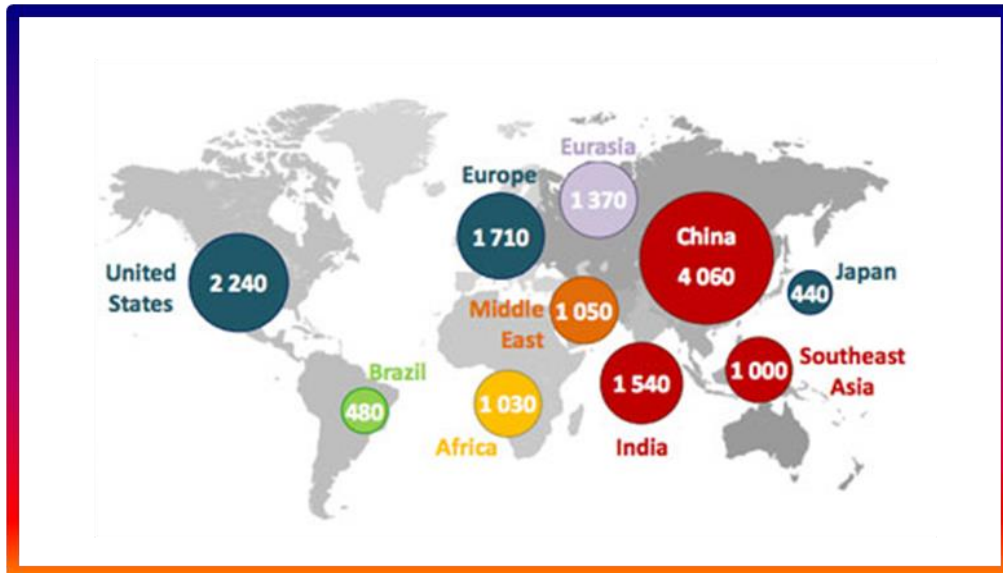 Eurasia
1 370
Europe
1 710
China
4 060
United
States
2 240
Japan
440
Middle
East
1 050
Brazil
480
Africa
1 030
India
1 540
Southeast
Asia
1 000